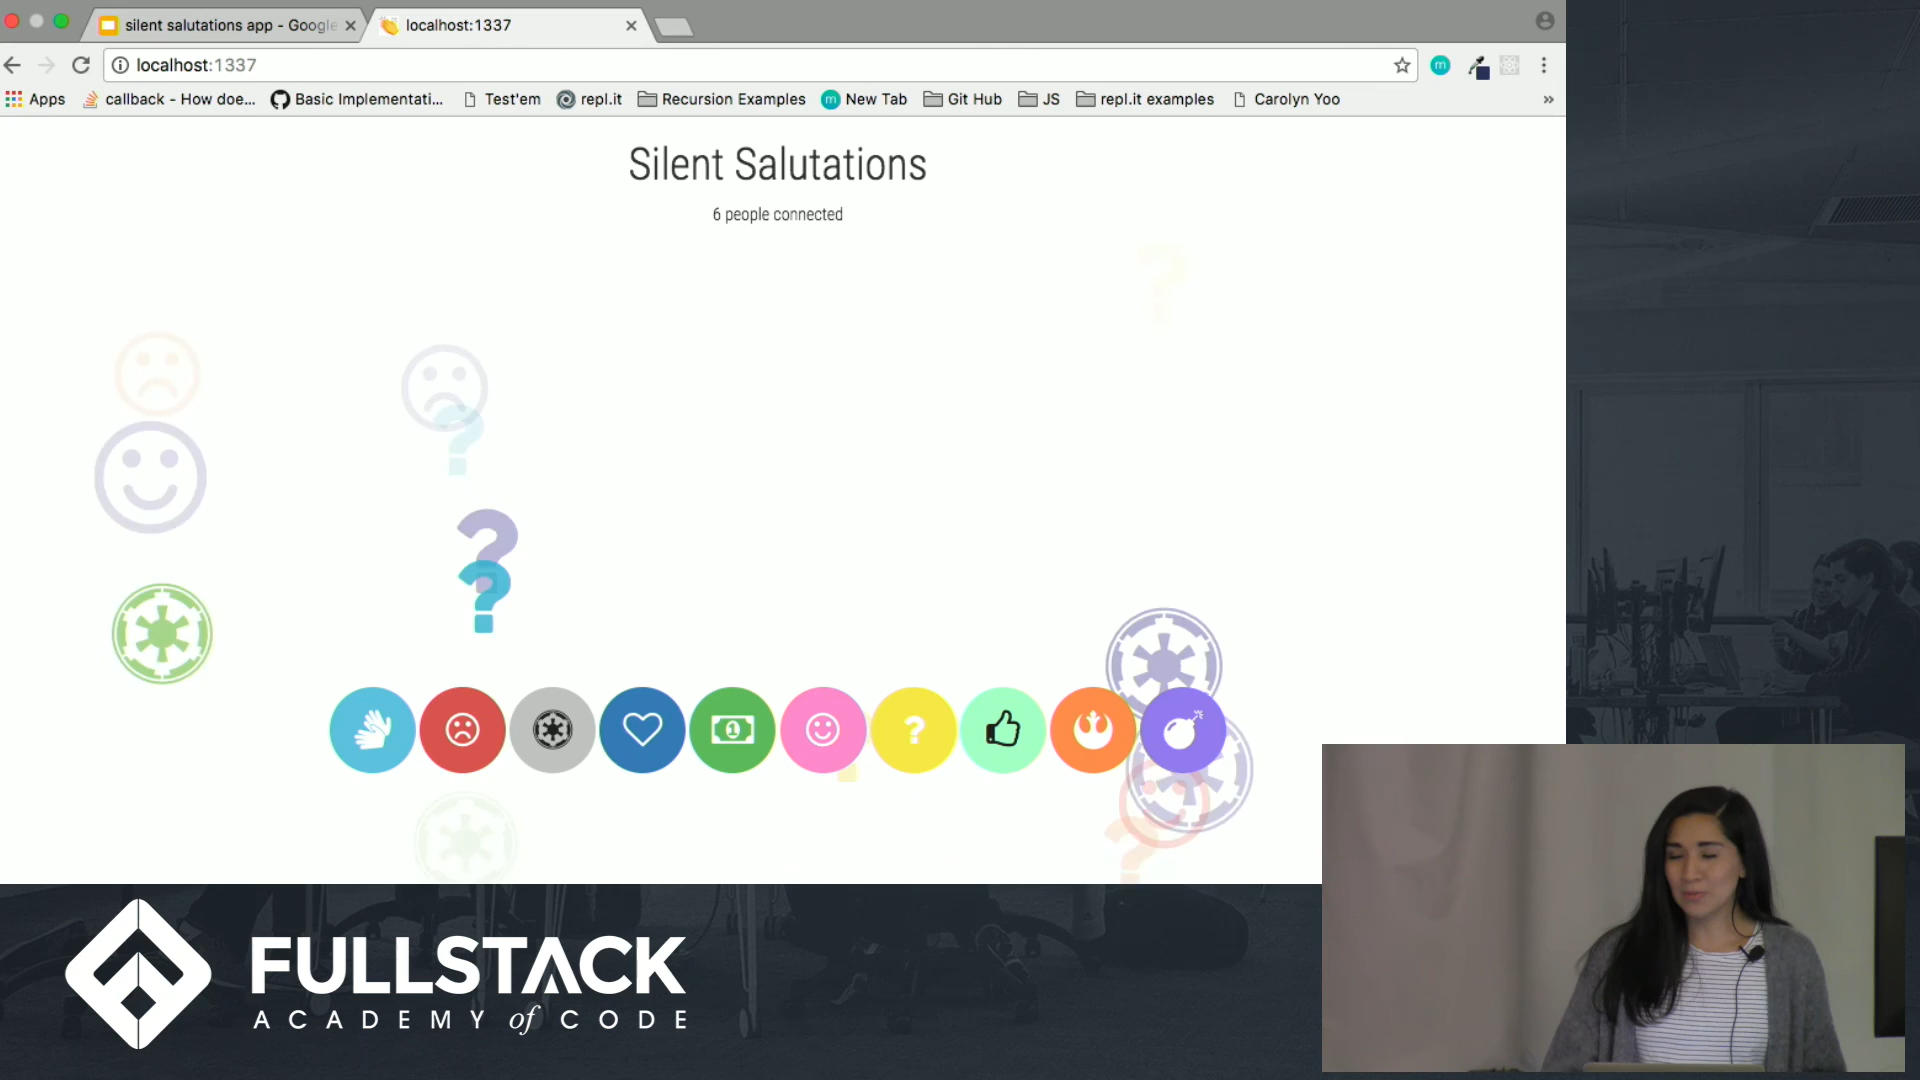 silent salutations app - Google
localhost:1337
localhost:1337
Apps
callback - How doe...
Basic Implementati...
Test'em
repl.it
Recursion Examples
New Tab
Git Hub
JS
repl.it examples
Carolyn Yoo
»
Silent Salutations
6 people connected
? ? ? ? ?
1
FULLSTACK
ACADEMY of CODE